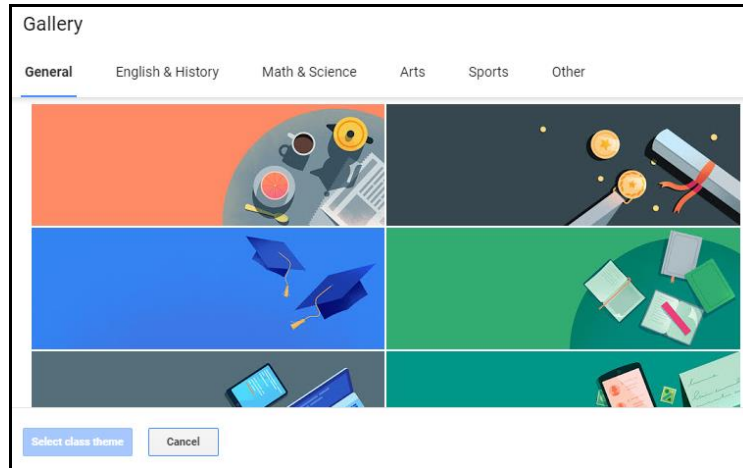 Gallery
General English & History Math & Science Arts Sports Other
Select class theme Cancel